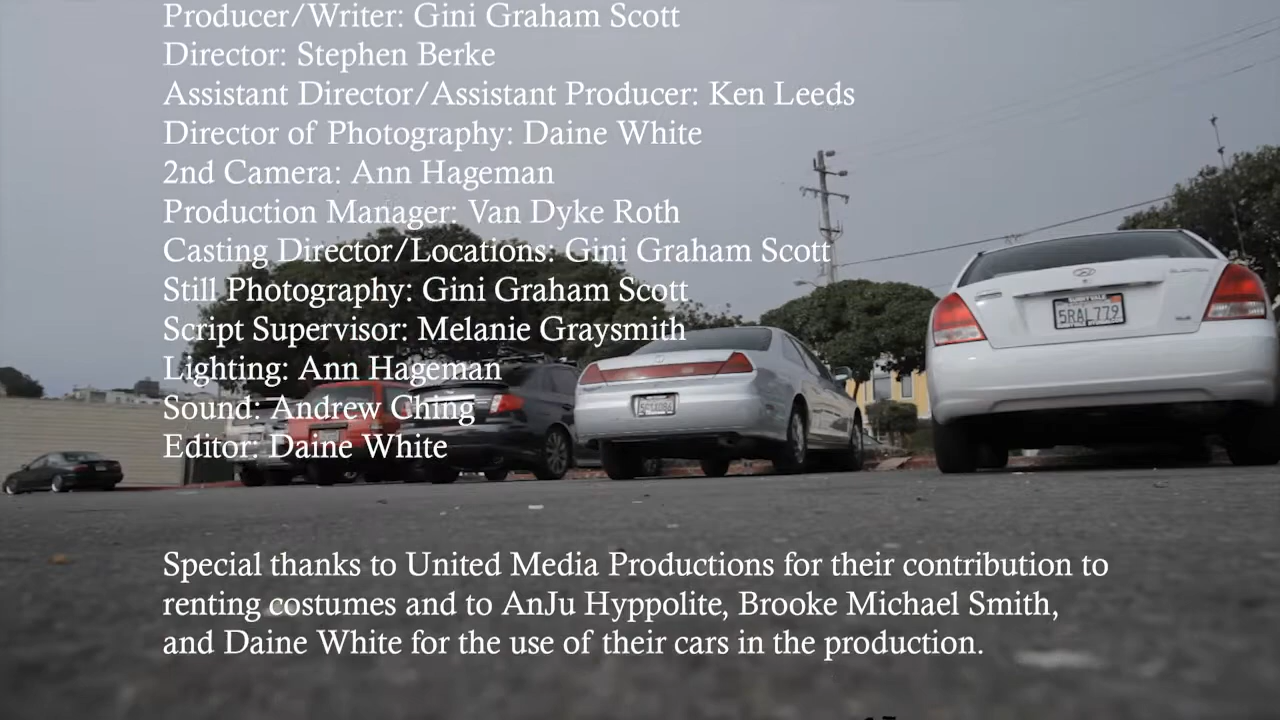 Producer/Writer: Gini Graham Scott
Director: Stephen Berke
Assistant Director/Assistant Producer: Ken Leeds
Director of Photography: Daine White
2nd Camera: Ann Hageman
Production Manager: Van Dyke Roth
Casting Director/Locations: Gini Graham Scott
Still Photography: Gini Graham Scott
Script Supervisor: Melanie Graysmith
Lighting: Ann Hageman
Sound: Andrew Ching
Editor: Daine White
Special thanks to United Media Productions for their contribution to
renting costumes and to AnJu Hyppolite, Brooke Michael Smith,
and Daine White for the use of their cars in the production.
SUNNYVALE
5RAL779